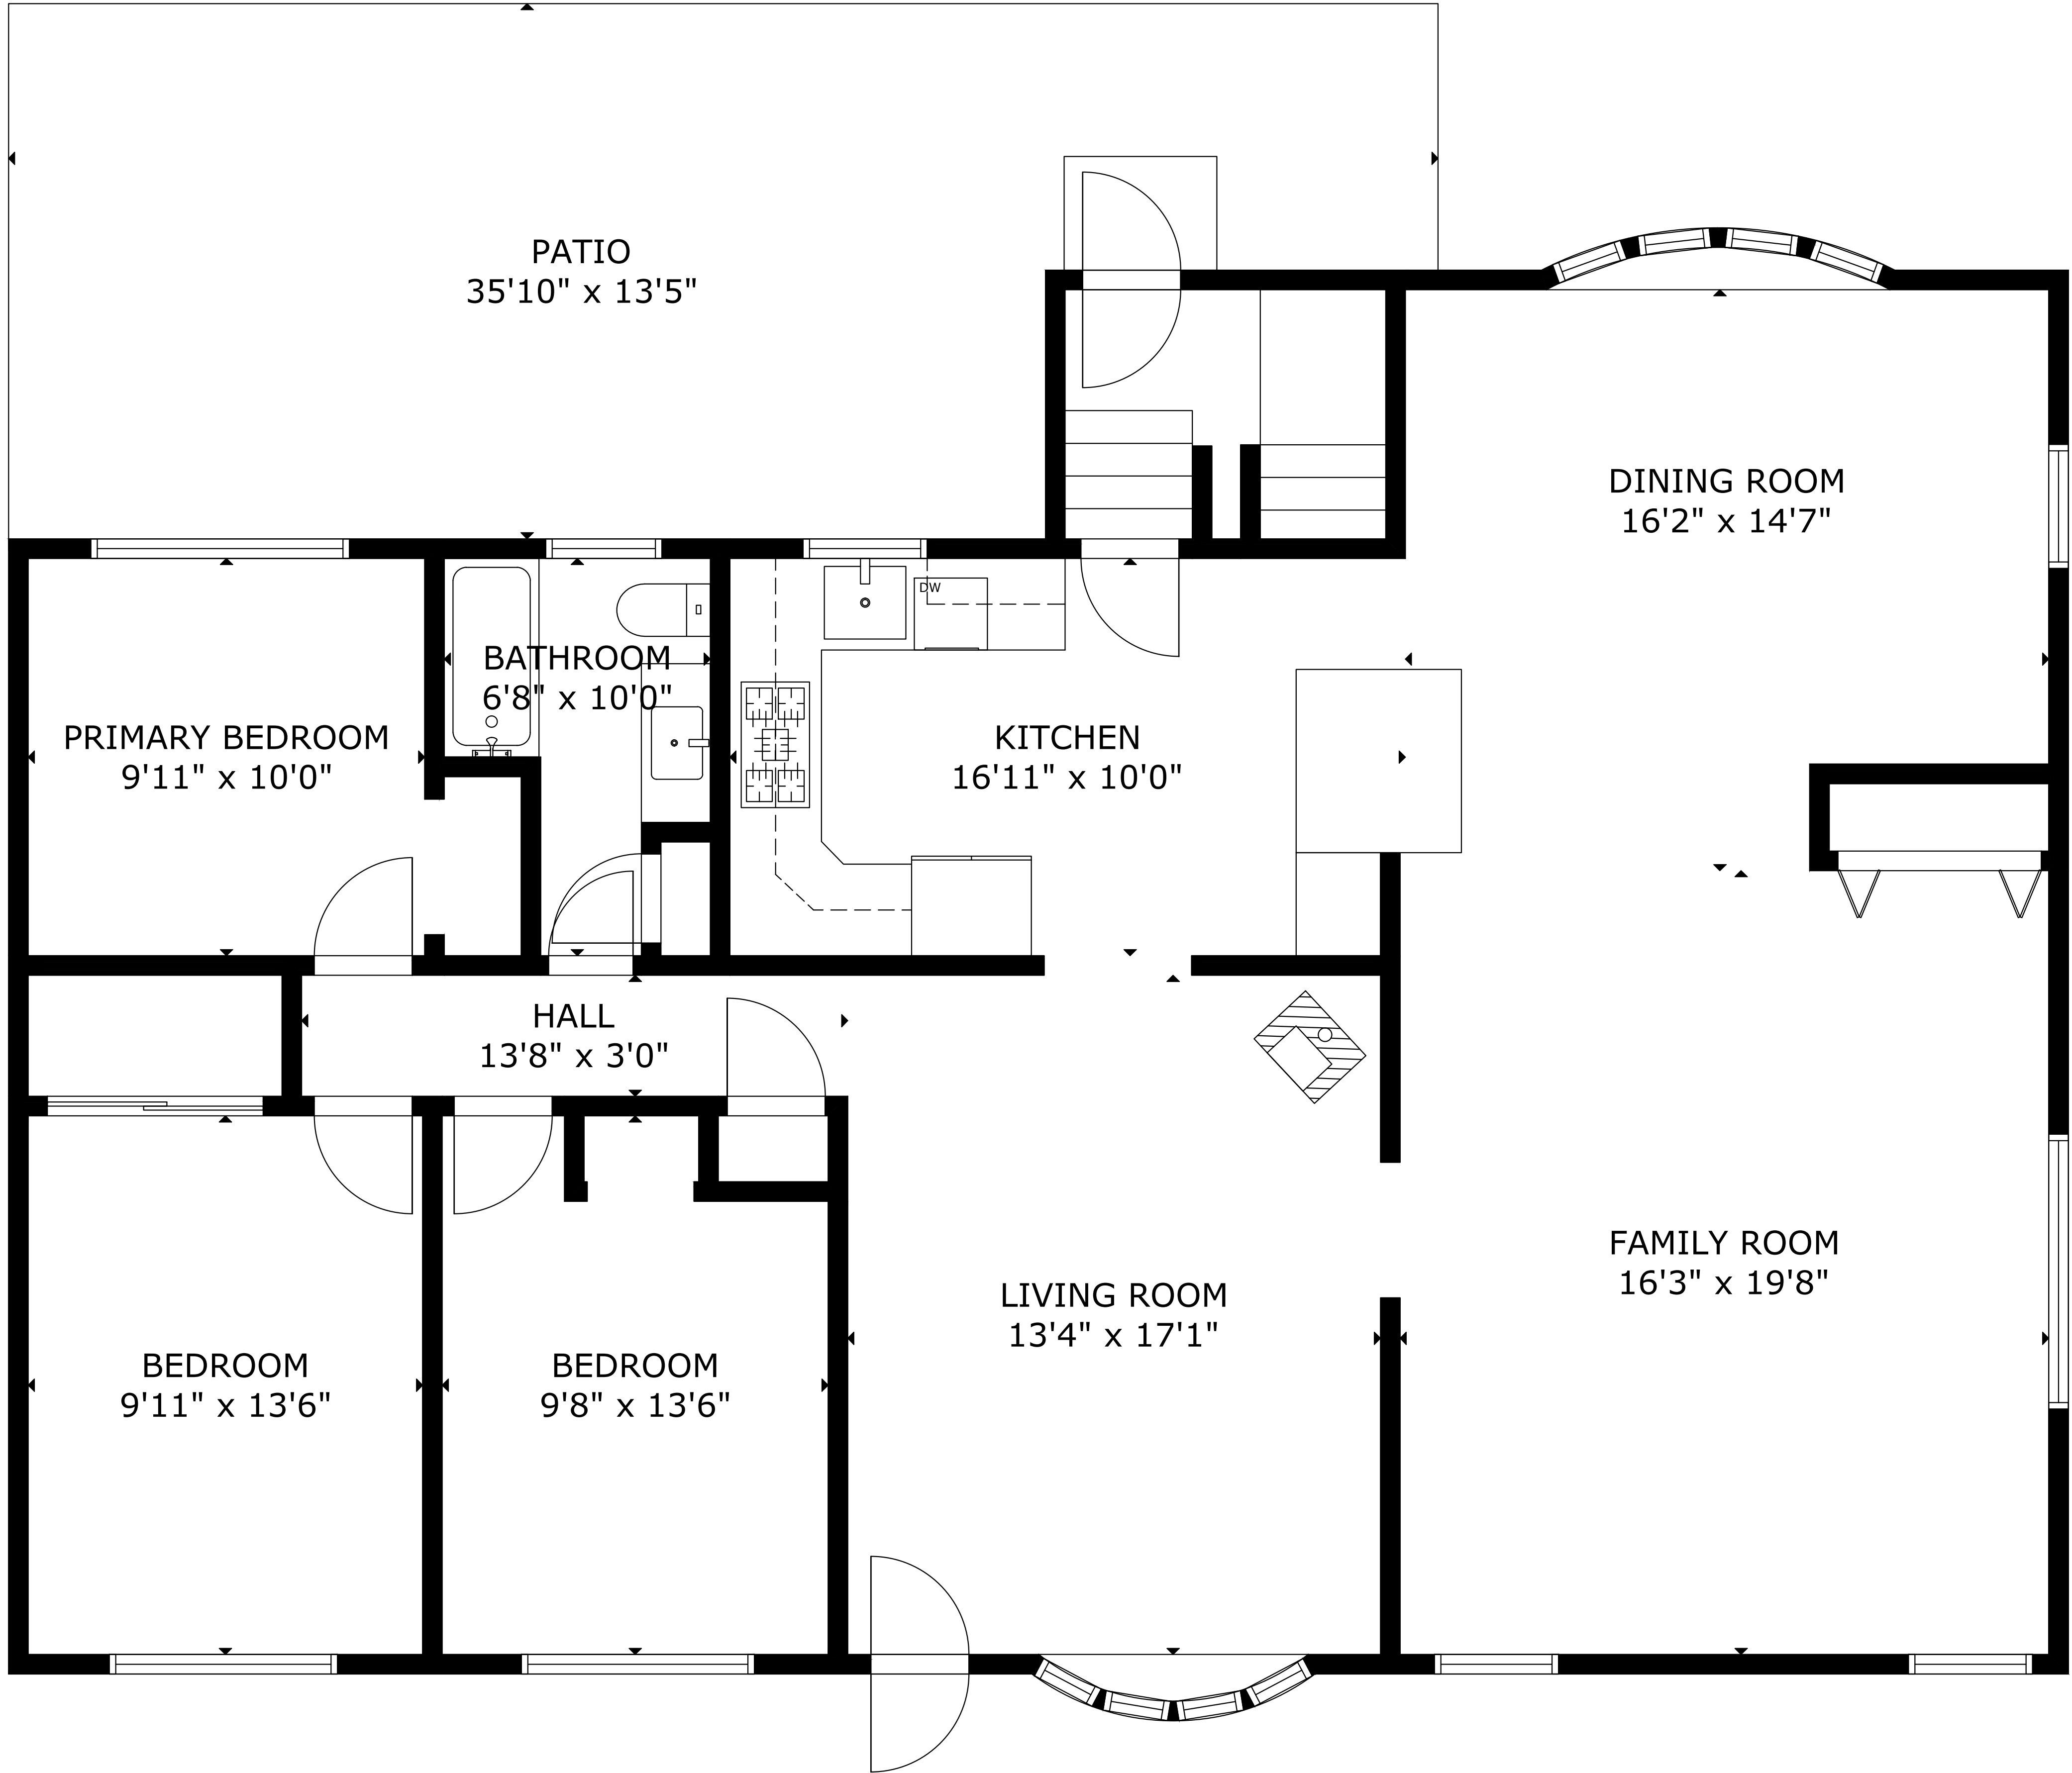 PATIO
35'10" x 13'5"
DINING ROOM
16'2" x 14'7"
DW
BATHROOM
6'8" x 10'0"
PRIMARY BEDROOM
9'11" x 10'0"
KITCHEN
16'11" x 10'0"
HALL
13'8" x 3'0"
FAMILY ROOM
16'3" x 19'8"
LIVING ROOM
13'4" x 17'1"
BEDROOM
9'11" x 13'6"
BEDROOM
9'8" x 13'6"